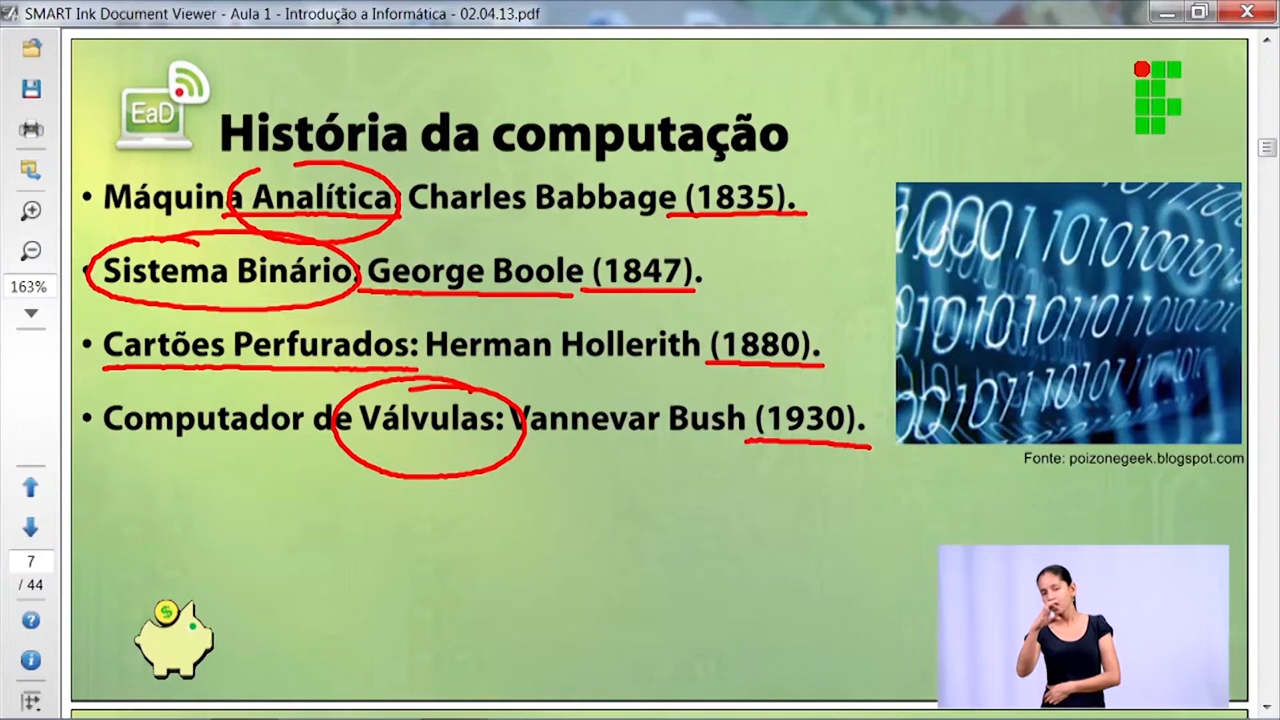 SMART Ink Document Viewer - Aula 1 - Introdução a Informática - 02.04.13.pdf
EaD
História da computação
• Máquina Analítica: Charles Babbage (1835).
• Sistema Binário: George Boole (1847).
• Cartões Perfurados: Herman Hollerith (1880).
• Computador de Válvulas: Vannevar Bush (1930).
Fonte: poizonegeek.blogspot.com
163%
7
/ 44
$